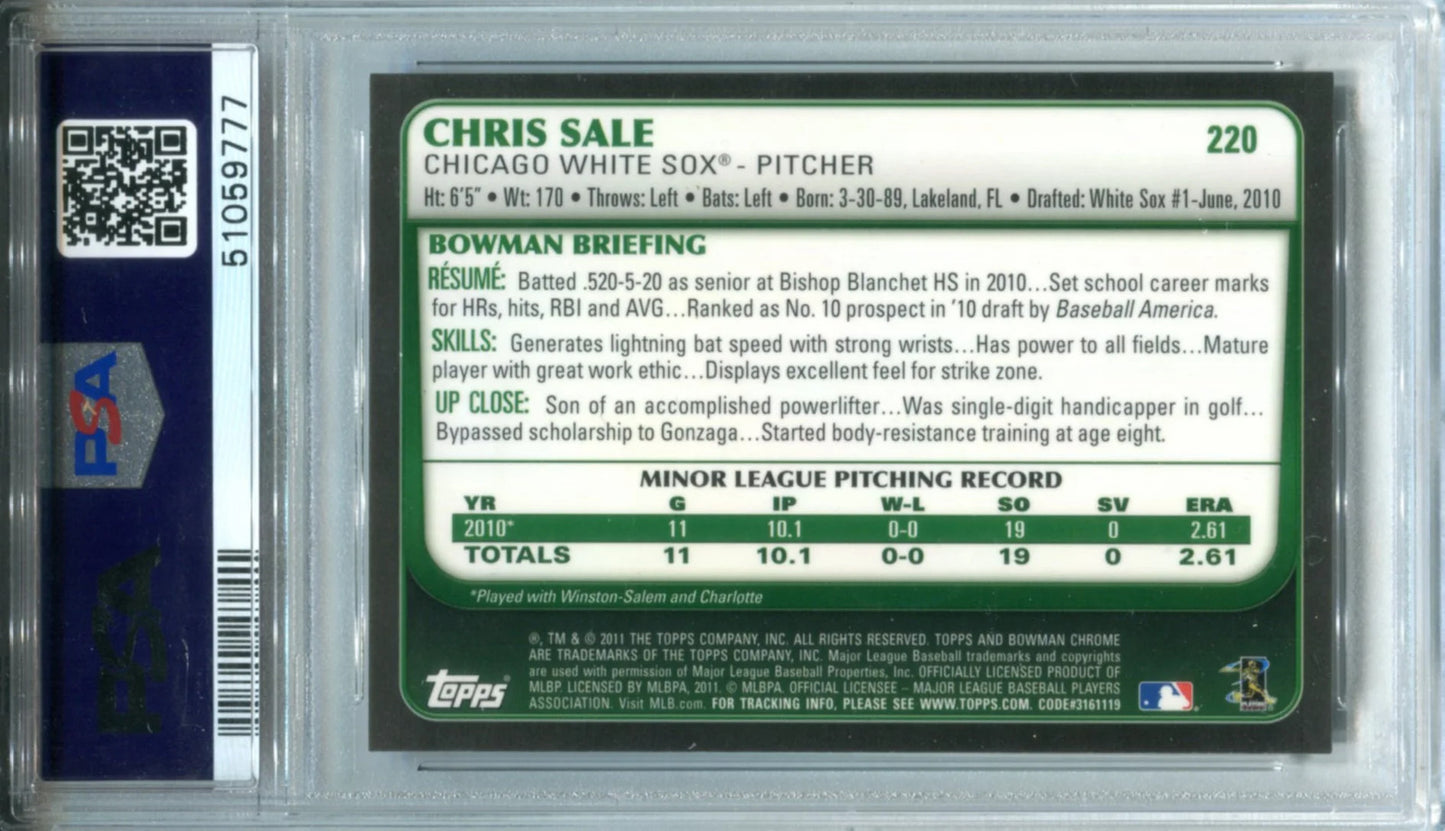 51059777
PSA
PSA
CHRIS SALE
220
CHICAGO WHITE SOX® - PITCHER
Ht: 6'5" • Wt: 170 • Throws: Left • Bats: Left • Born: 3-30-89, Lakeland, FL • Drafted: White Sox #1-June, 2010
BOWMAN BRIEFING
RÉSUMÉ: Batted .520-5-20 as senior at Bishop Blanchet HS in 2010...Set school career marks
for HRs, hits, RBI and AVG...Ranked as No. 10 prospect in '10 draft by Baseball America.
SKILLS: Generates lightning bat speed with strong wrists...Has power to all fields...Mature
player with great work ethic...Displays excellent feel for strike zone.
UP CLOSE: Son of an accomplished powerlifter...Was single-digit handicapper in golf...
Bypassed scholarship to Gonzaga...Started body-resistance training at age eight.
MINOR LEAGUE PITCHING RECORD
YR G IP W-L SO SV ERA
2010* 11 10.1 0-0 19 0 2.61
TOTALS 11 10.1 0-0 19 0 2.61
*Played with Winston-Salem and Charlotte
®, TM & © 2011 THE TOPPS COMPANY, INC. ALL RIGHTS RESERVED. TOPPS AND BOWMAN CHROME
ARE TRADEMARKS OF THE TOPPS COMPANY, INC. Major League Baseball trademarks and copyrights
are used with permission of Major League Baseball Properties, Inc. OFFICIALLY LICENSED PRODUCT OF
MLBP. LICENSED BY MLBPA, 2011. © MLBPA. OFFICIAL LICENSEE – MAJOR LEAGUE BASEBALL PLAYERS
ASSOCIATION. Visit MLB.com. FOR TRACKING INFO, PLEASE SEE WWW.TOPPS.COM. CODE#3161119
Topps®